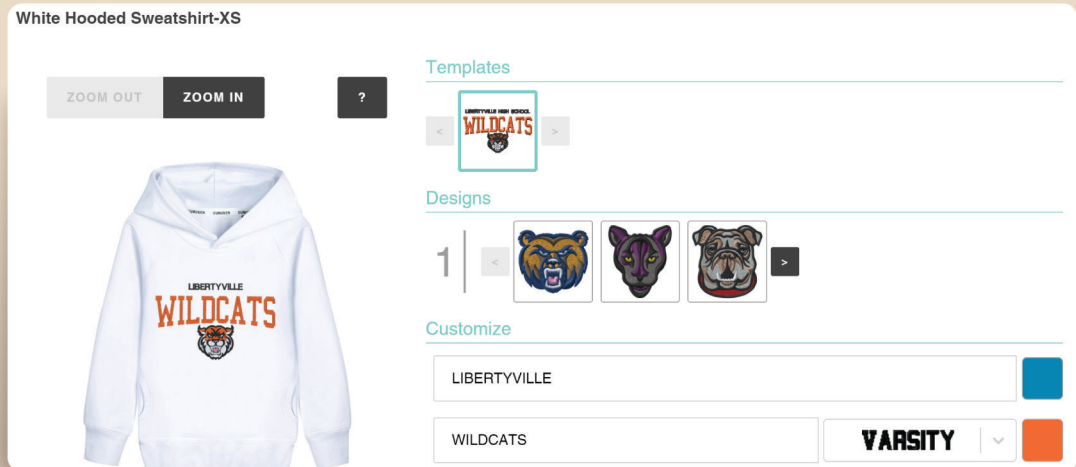 White Hooded Sweatshirt-XS
ZOOM OUT
ZOOM IN
?
Templates
<
LIBERTYVILLE HIGH SCHOOL
WILDCATS
>
Designs
1
<
>
LIBERTYVILLE
WILDCATS
Customize
LIBERTYVILLE
WILDCATS
VARSITY